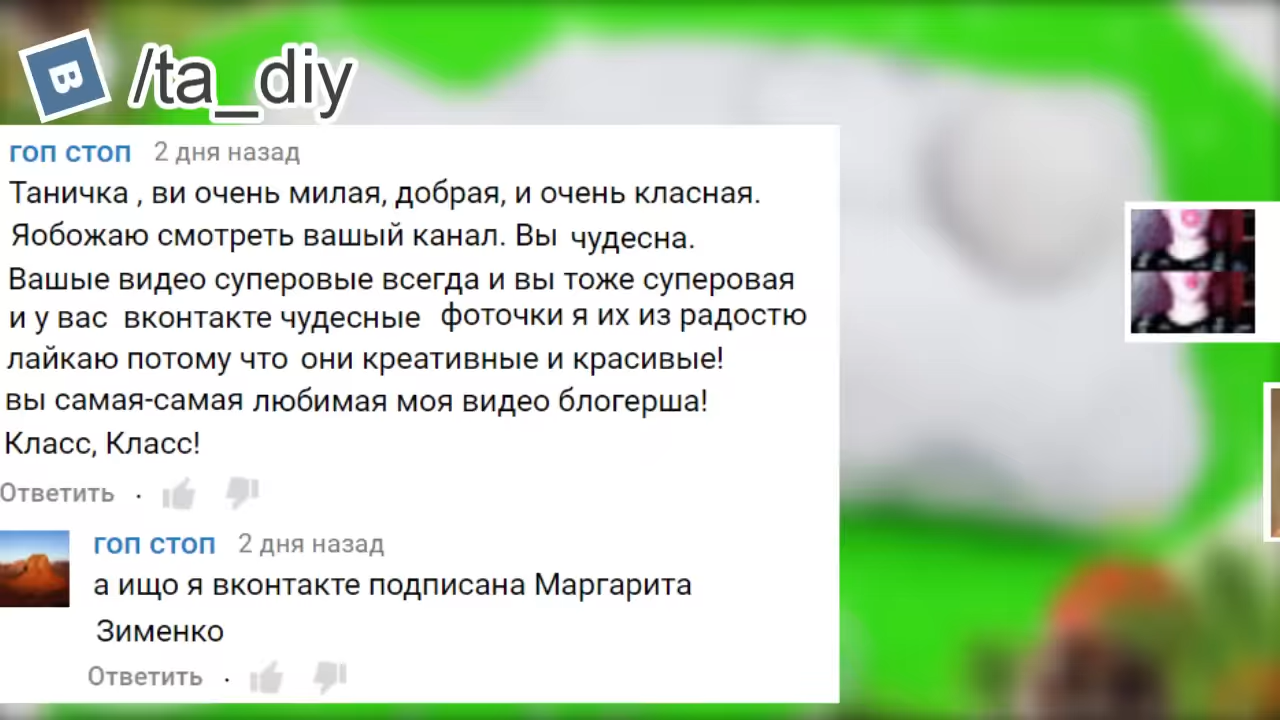 В /ta_diy
гоп стоп 2 дня назад
Таничка , ви очень милая, добрая, и очень класная.
Яобожаю смотреть вашый канал. Вы чудесна.
Вашые видео суперовые всегда и вы тоже суперовая
и у вас вконтакте чудесные фоточки я их из радостю
лайкаю потому что они креативные и красивые!
вы самая-самая любимая моя видео блогерша!
Класс, Класс!
Ответить ·
гоп стоп 2 дня назад
а ищо я вконтакте подписана Маргарита
Зименко
Ответить ·